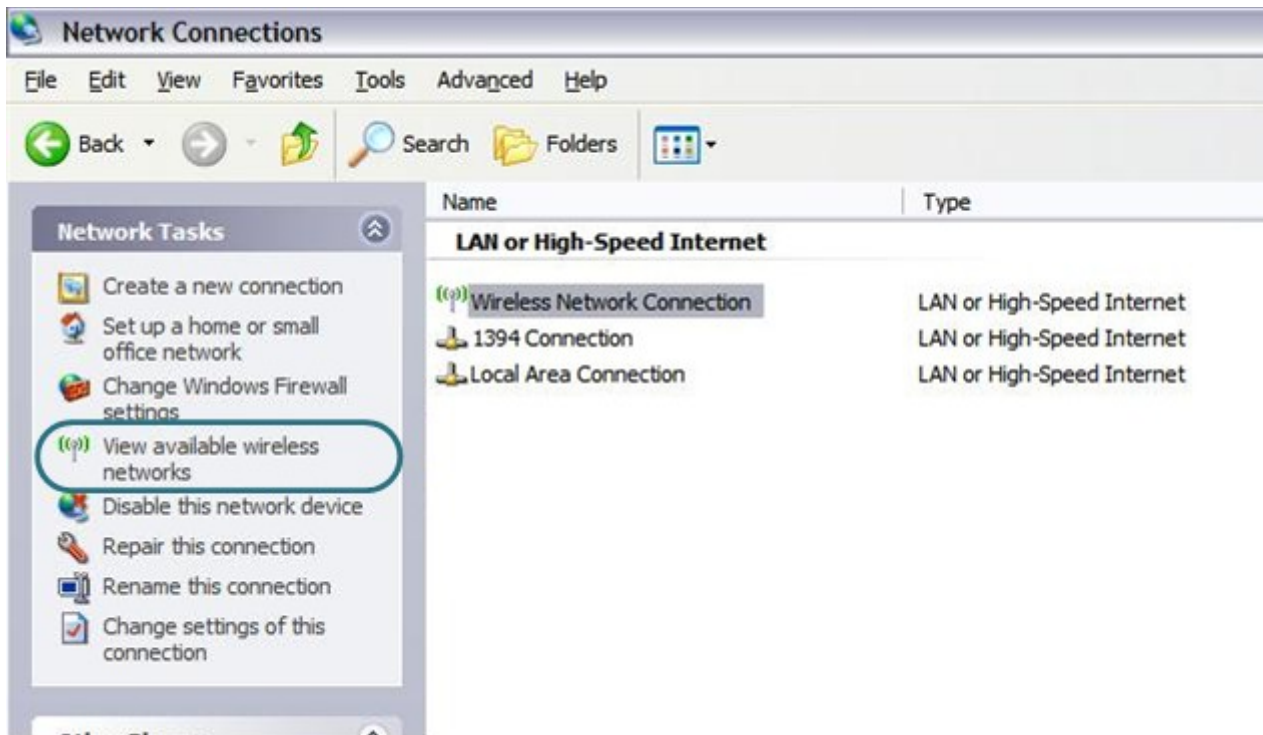 Network Connections
File Edit View Favorites Tools Advanced Help
Back Search Folders
Name Type
Network Tasks
LAN or High-Speed Internet
Create a new connection
Set up a home or small
office network
Change Windows Firewall
settings
View available wireless
networks
Disable this network device
Repair this connection
Rename this connection
Change settings of this
connection
Wireless Network Connection LAN or High-Speed Internet
1394 Connection LAN or High-Speed Internet
Local Area Connection LAN or High-Speed Internet